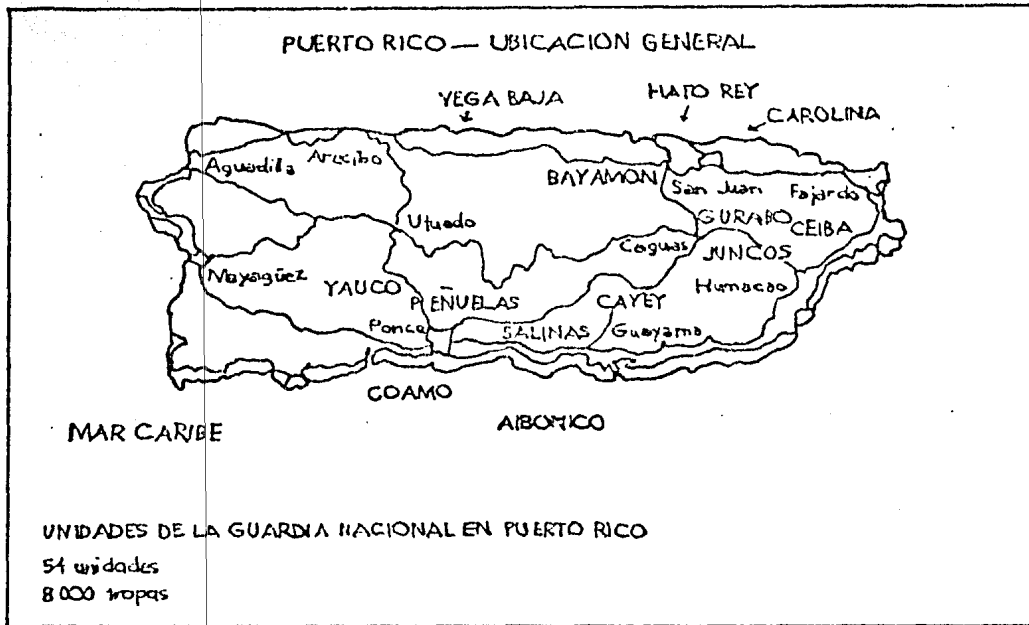 PUERTO RICO — UBICACION GENERAL
VEGA BAJA
HATO REY
CAROLINA
Aguadilla
Arecibo
BAYAMON
San Juan
Fajardo
Utuado
GURABO
CEIBA
Caguas
JUNCOS
Mayagüez
YAUCO
PEÑUELAS
CAYEY
Humacao
Ponce
SALINAS
Guayama
COAMO
AIBONICO
MAR CARIBE
UNIDADES DE LA GUARDIA NACIONAL EN PUERTO RICO
54 unidades
8 000 tropas